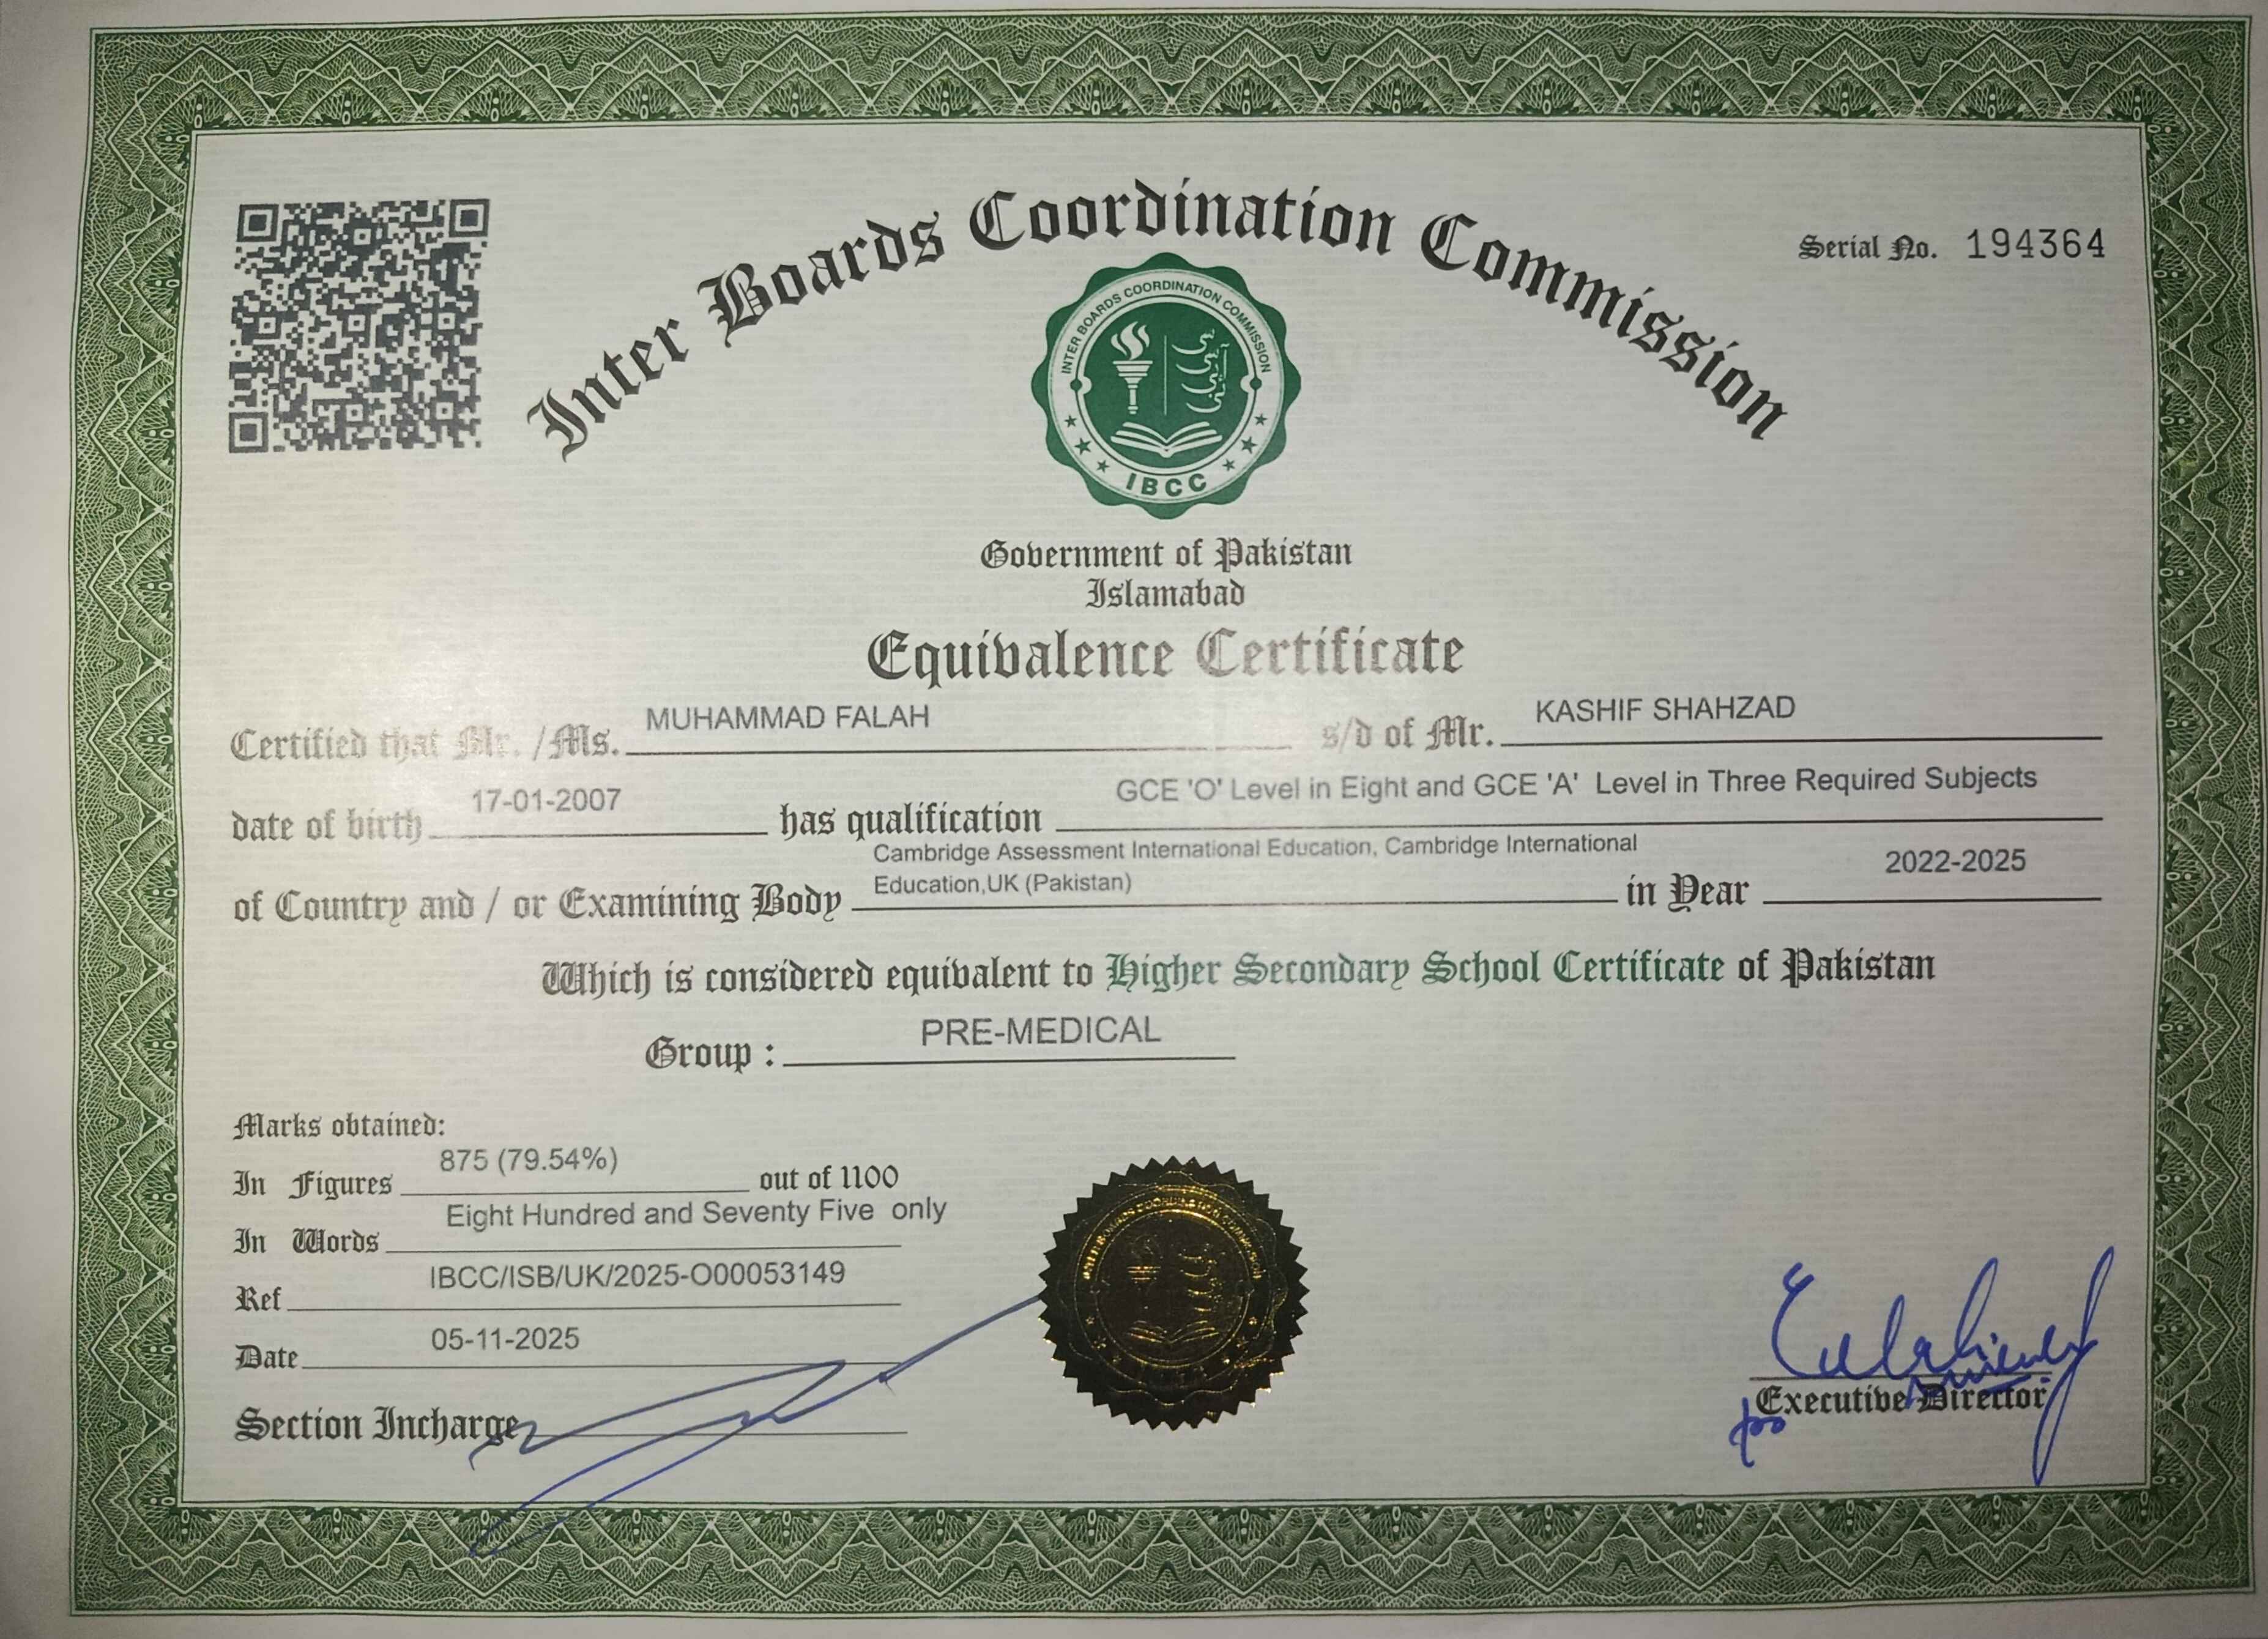 Inter Boards Coordination Commission
Serial No. 194364
INTER BOARDS COORDINATION COMMISSION
IBCC
Government of Pakistan
Islamabad
Equivalence Certificate
Certified that Mr. /Ms. MUHAMMAD FALAH s/d of Mr. KASHIF SHAHZAD
date of birth 17-01-2007 has qualification GCE 'O' Level in Eight and GCE 'A' Level in Three Required Subjects
of Country and / or Examining Body Cambridge Assessment International Education, Cambridge International
Education,UK (Pakistan) in Year 2022-2025
Which is considered equivalent to Higher Secondary School Certificate of Pakistan
Group : PRE-MEDICAL
Marks obtained:
In Figures 875 (79.54%) out of 1100
In Words Eight Hundred and Seventy Five only
Ref IBCC/ISB/UK/2025-O00053149
Date 05-11-2025
Section Incharge
Executive Director